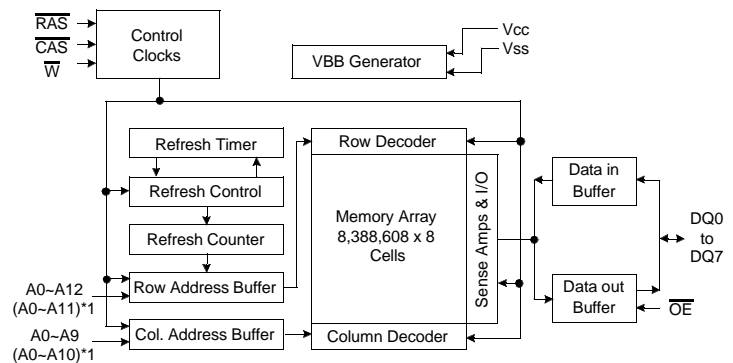 RAS
CAS
W
Control
Clocks
Vcc
Vss
VBB Generator
Refresh Timer
Row Decoder
Refresh Control
Refresh Counter
Memory Array
8,388,608 x 8
Cells
Sense Amps & I/O
Data in
Buffer
DQ0
to
DQ7
A0~A12
(A0~A11)*1
Row Address Buffer
Data out
Buffer
OE
A0~A9
(A0~A10)*1
Col. Address Buffer
Column Decoder